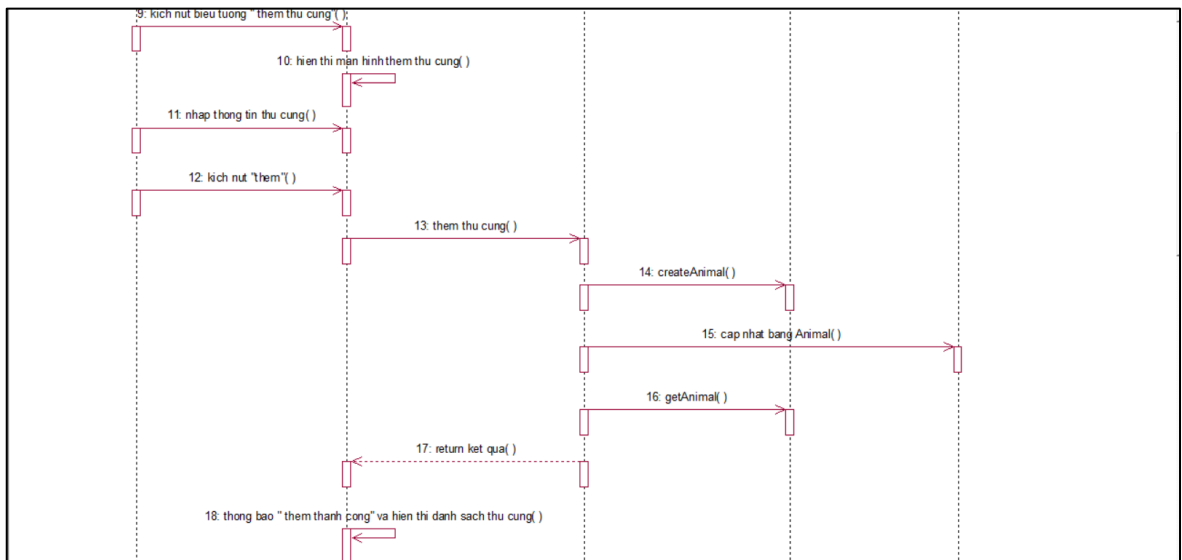 9: kich nut bieu tuong " them thu cung"( )
10: hien thi man hinh them thu cung( )
11: nhap thong tin thu cung( )
12: kich nut "them"( )
13: them thu cung( )
14: createAnimal( )
15: cap nhat bang Animal( )
16: getAnimal( )
17: return ket qua( )
18: thong bao " them thanh cong" va hien thi danh sach thu cung( )